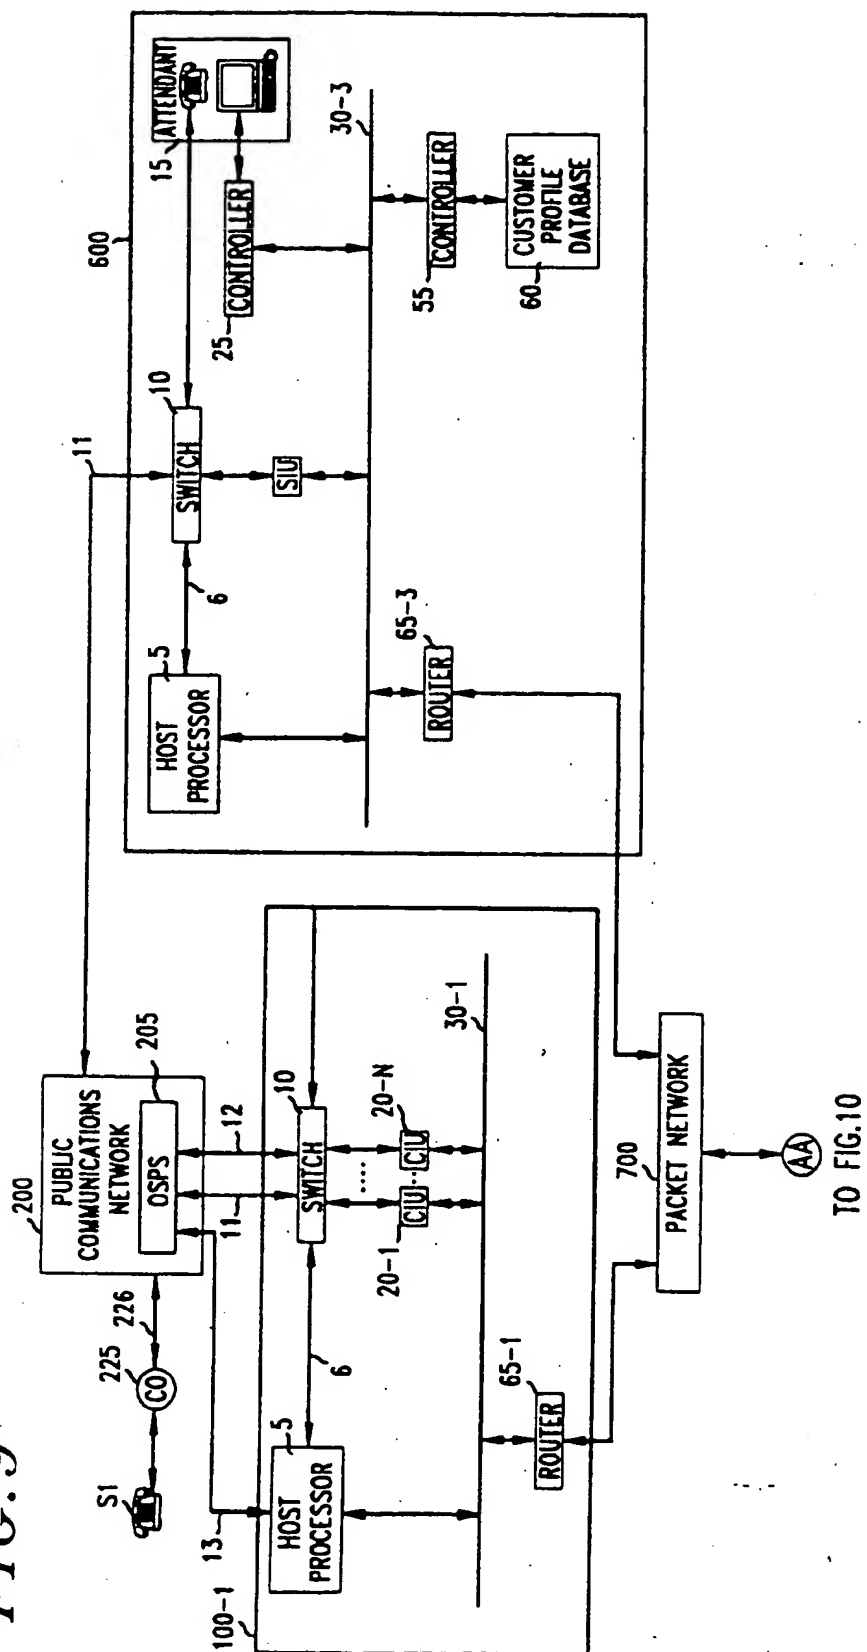 FIG. 9
S1
225
CO
226
200
PUBLIC
COMMUNICATIONS
NETWORK
205
OSPS
11
12
13
100-1
5
HOST
PROCESSOR
6
10
SWITCH
20-1
CIU
....
..
20-N
CIU
30-1
65-1
ROUTER
700
PACKET NETWORK
AA
TO FIG.10
11
600
5
HOST
PROCESSOR
6
10
SWITCH
SIU
15
ATTENDANT
25
CONTROLLER
30-3
65-3
ROUTER
55
CONTROLLER
60
CUSTOMER
PROFILE
DATABASE